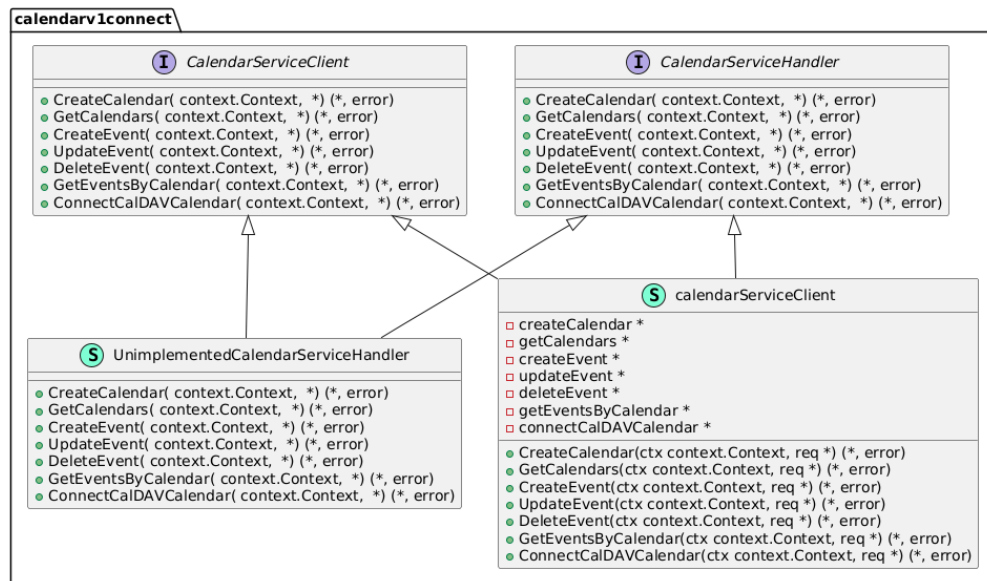 calendarv1connect
I CalendarServiceClient
CreateCalendar( context.Context,  *) (*, error)
GetCalendars( context.Context,  *) (*, error)
CreateEvent( context.Context,  *) (*, error)
UpdateEvent( context.Context,  *) (*, error)
DeleteEvent( context.Context,  *) (*, error)
GetEventsByCalendar( context.Context,  *) (*, error)
ConnectCalDAVCalendar( context.Context,  *) (*, error)
I CalendarServiceHandler
CreateCalendar( context.Context,  *) (*, error)
GetCalendars( context.Context,  *) (*, error)
CreateEvent( context.Context,  *) (*, error)
UpdateEvent( context.Context,  *) (*, error)
DeleteEvent( context.Context,  *) (*, error)
GetEventsByCalendar( context.Context,  *) (*, error)
ConnectCalDAVCalendar( context.Context,  *) (*, error)
S UnimplementedCalendarServiceHandler
CreateCalendar( context.Context,  *) (*, error)
GetCalendars( context.Context,  *) (*, error)
CreateEvent( context.Context,  *) (*, error)
UpdateEvent( context.Context,  *) (*, error)
DeleteEvent( context.Context,  *) (*, error)
GetEventsByCalendar( context.Context,  *) (*, error)
ConnectCalDAVCalendar( context.Context,  *) (*, error)
S calendarServiceClient
createCalendar *
getCalendars *
createEvent *
updateEvent *
deleteEvent *
getEventsByCalendar *
connectCalDAVCalendar *
CreateCalendar(ctx context.Context, req *) (*, error)
GetCalendars(ctx context.Context, req *) (*, error)
CreateEvent(ctx context.Context, req *) (*, error)
UpdateEvent(ctx context.Context, req *) (*, error)
DeleteEvent(ctx context.Context, req *) (*, error)
GetEventsByCalendar(ctx context.Context, req *) (*, error)
ConnectCalDAVCalendar(ctx context.Context, req *) (*, error)